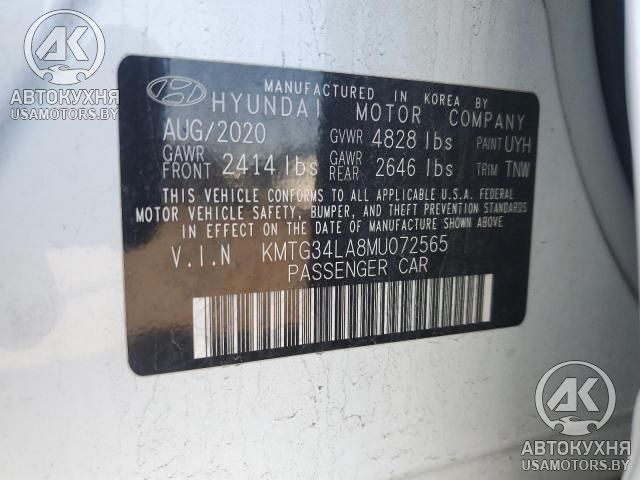 АК
АВТОКУХНЯ
USAMOTORS.BY
MANUFACTURED IN KOREA BY
HYUNDAI MOTOR COMPANY
AUG/2020 GVWR 4828 lbs PAINT UYH
GAWR FRONT 2414 lbs GAWR REAR 2646 lbs TRIM TNW
THIS VEHICLE CONFORMS TO ALL APPLICABLE U.S.A. FEDERAL
MOTOR VEHICLE SAFETY, BUMPER, AND THEFT PREVENTION STANDARDS
IN EFFECT ON THE DATE OF MANUFACTURE SHOWN ABOVE.
V.I.N KMTG34LA8MU072565
PASSENGER CAR
АК
АВТОКУХНЯ
USAMOTORS.BY